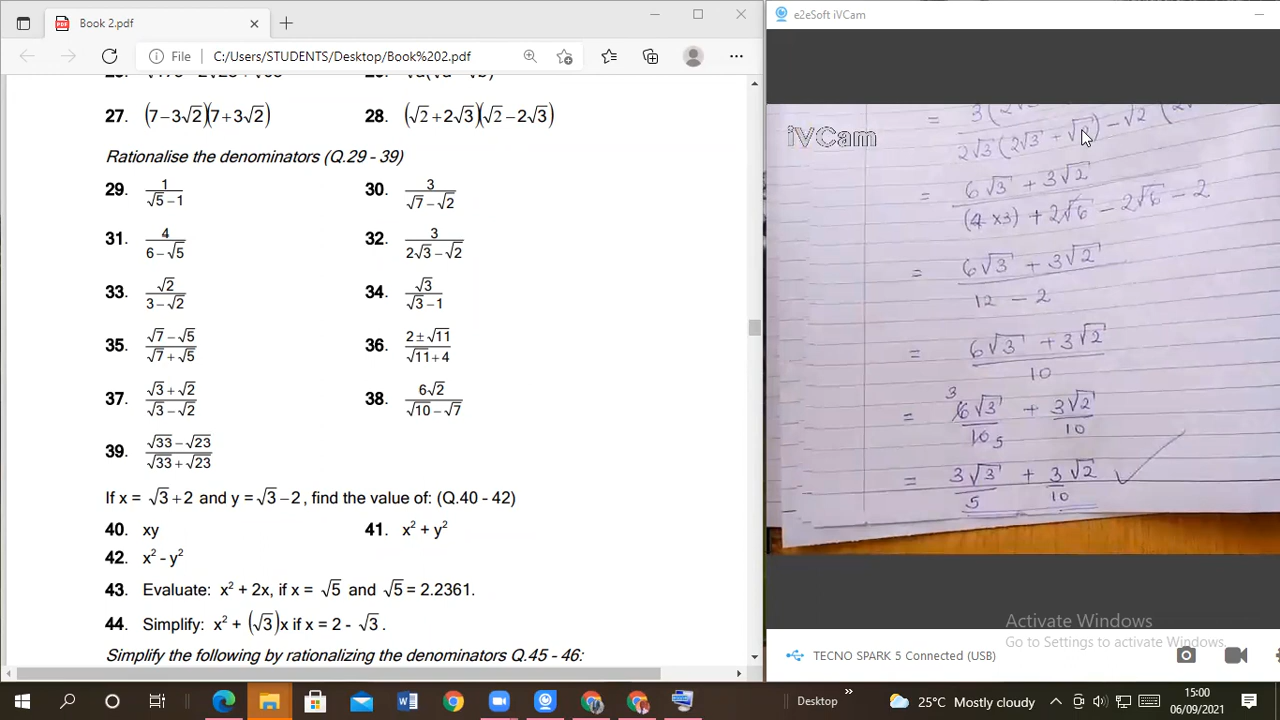 Book 2.pdf
e2eSoft iVCam
File C:/Users/STUDENTS/Desktop/Book%202.pdf
27. (7 − 3√2)(7 + 3√2) 28. (√2 + 2√3)(√2 − 2√3)
Rationalise the denominators (Q.29 - 39)
29. 1/(√5 − 1) 30. 3/(√7 − √2)
31. 4/(6 − √5) 32. 3/(2√3 − √2)
33. √2/(3 − √2) 34. √3/(√3 − 1)
35. (√7 − √5)/(√7 + √5) 36. (2 ± √11)/(√11 + 4)
37. (√3 + √2)/(√3 − √2) 38. 6√2/(√10 − √7)
39. (√33 − √23)/(√33 + √23)
If x = √3 + 2 and y = √3 − 2, find the value of: (Q.40 - 42)
40. xy 41. x² + y²
42. x² - y²
43. Evaluate: x² + 2x, if x = √5 and √5 = 2.2361.
44. Simplify: x² + (√3)x if x = 2 - √3.
Simplify the following by rationalizing the denominators Q.45 - 46:
iVCam
2√3 (2√3 + √2) − √2
= (6√3 + 3√2)/((4 ×3) + 2√6 − 2√6 − 2)
= (6√3 + 3√2)/(12 − 2)
= (6√3 + 3√2)/10
= 3 6√3/10 5 + 3√2/10
= 3√3/5 + 3√2/10 ✓
Activate Windows
Go to Settings to activate Windows.
TECNO SPARK 5 Connected (USB)
Desktop
25°C Mostly cloudy
15:00
06/09/2021